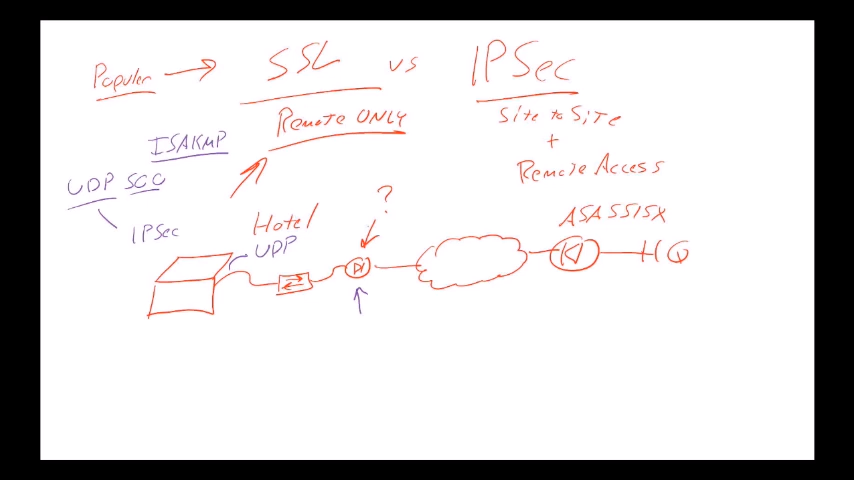 Popular → SSL vs IPSec
Remote ONLY
Site to Site
+
Remote Access
ISAKMP
UDP 500
IPSec
Hotel
UDP
?
ASA 5515X
HQ